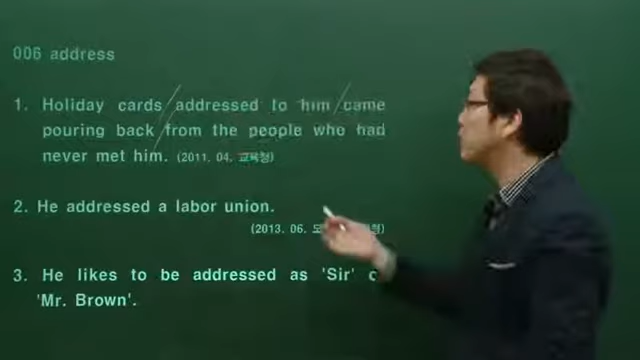 006 address
1. Holiday cards addressed to him came
pouring back from the people who had
never met him. (2011. 04. 교육청)
2. He addressed a labor union.
(2013. 06.
3. He likes to be addressed as 'Sir'
'Mr. Brown'.